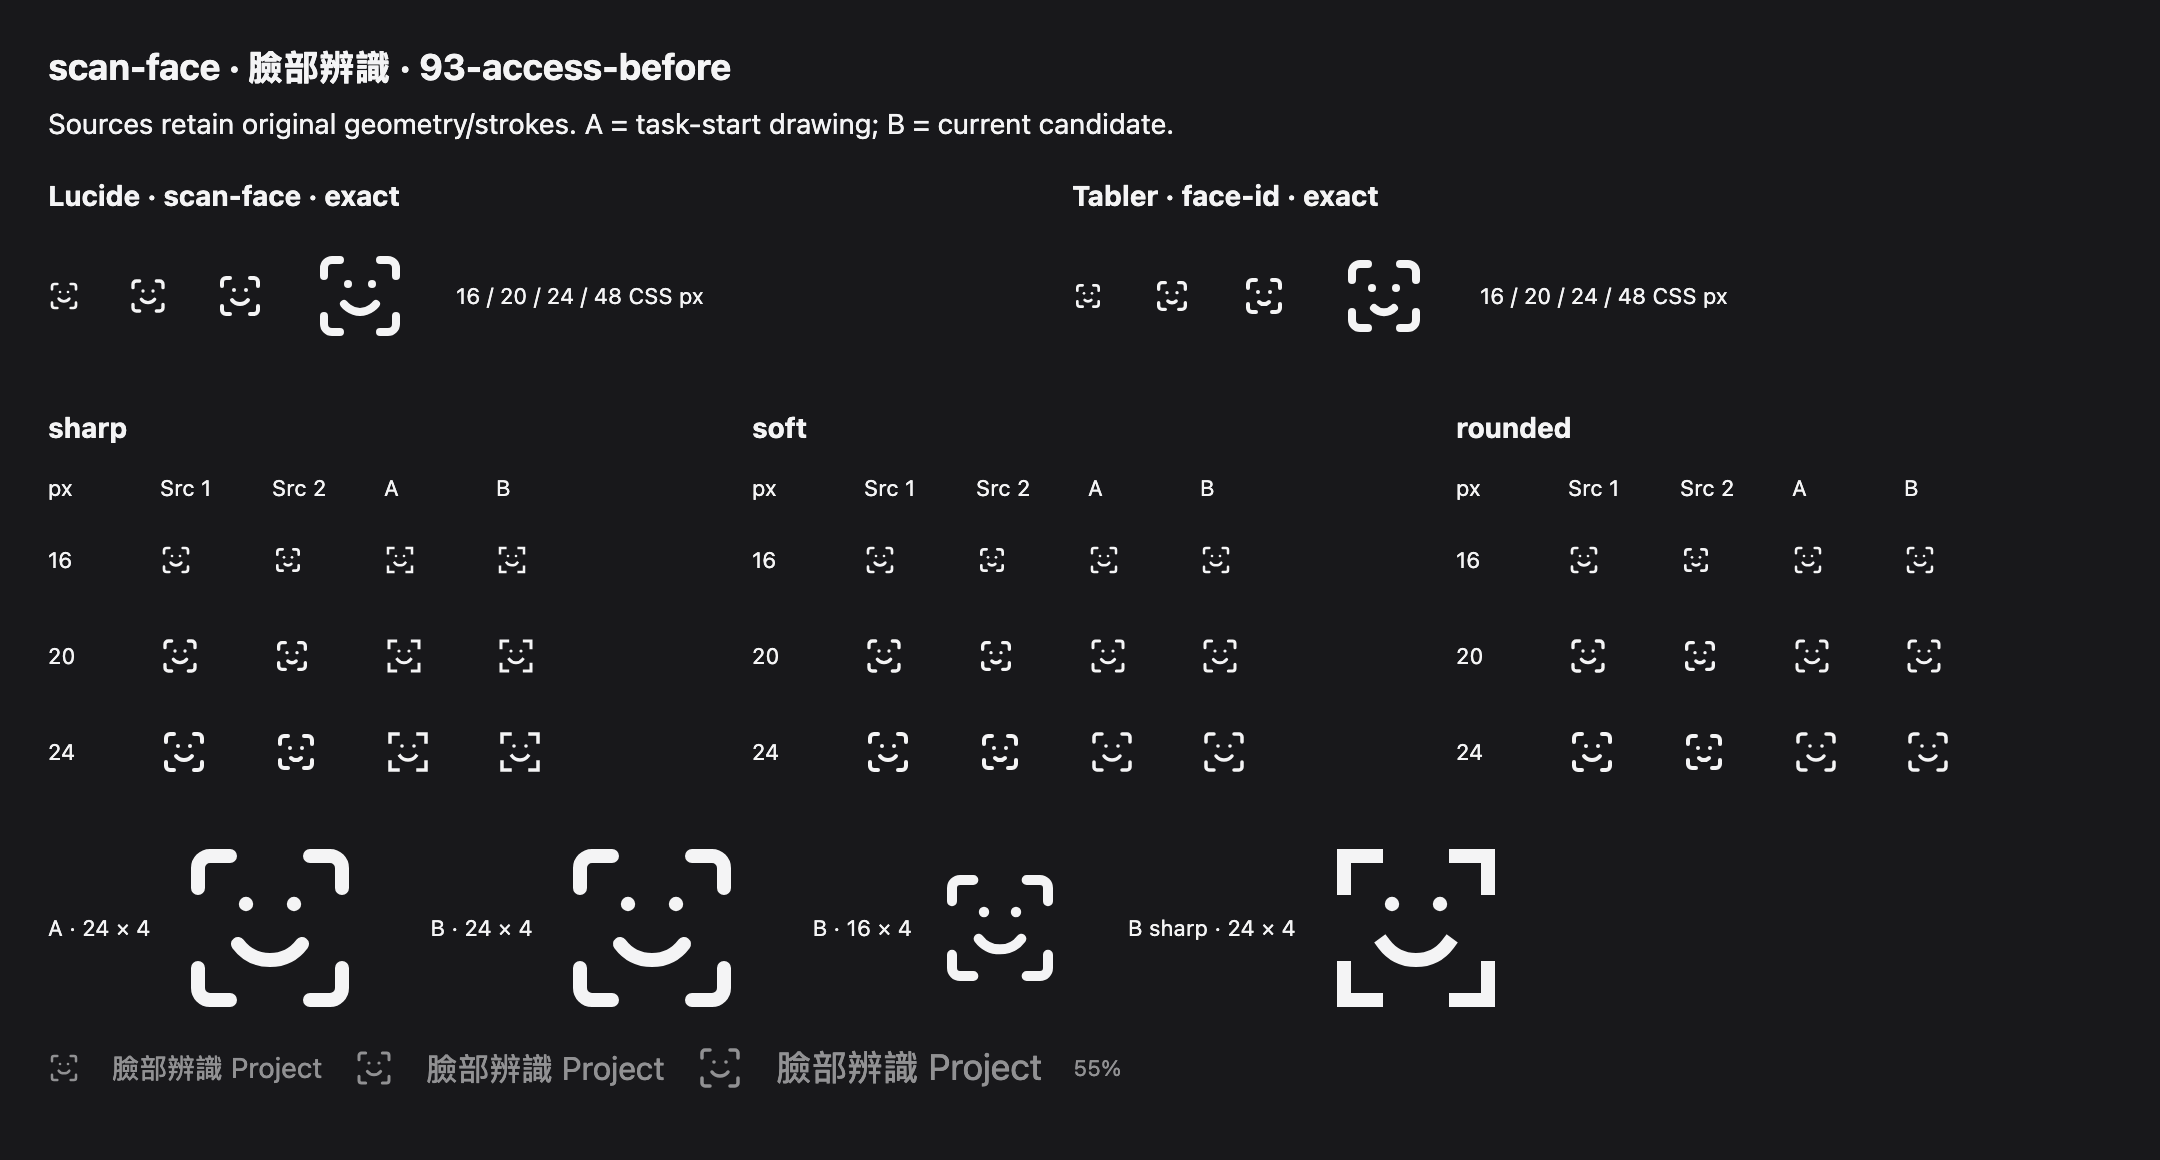 scan-face · 臉部辨識 · 93-access-before
Sources retain original geometry/strokes. A = task-start drawing; B = current candidate.
Lucide · scan-face · exact
16 / 20 / 24 / 48 CSS px
Tabler · face-id · exact
16 / 20 / 24 / 48 CSS px
sharp
px Src 1 Src 2 A B
16
20
24
soft
px Src 1 Src 2 A B
16
20
24
rounded
px Src 1 Src 2 A B
16
20
24
A · 24 × 4
B · 24 × 4
B · 16 × 4
B sharp · 24 × 4
臉部辨識 Project 臉部辨識 Project 臉部辨識 Project 55%